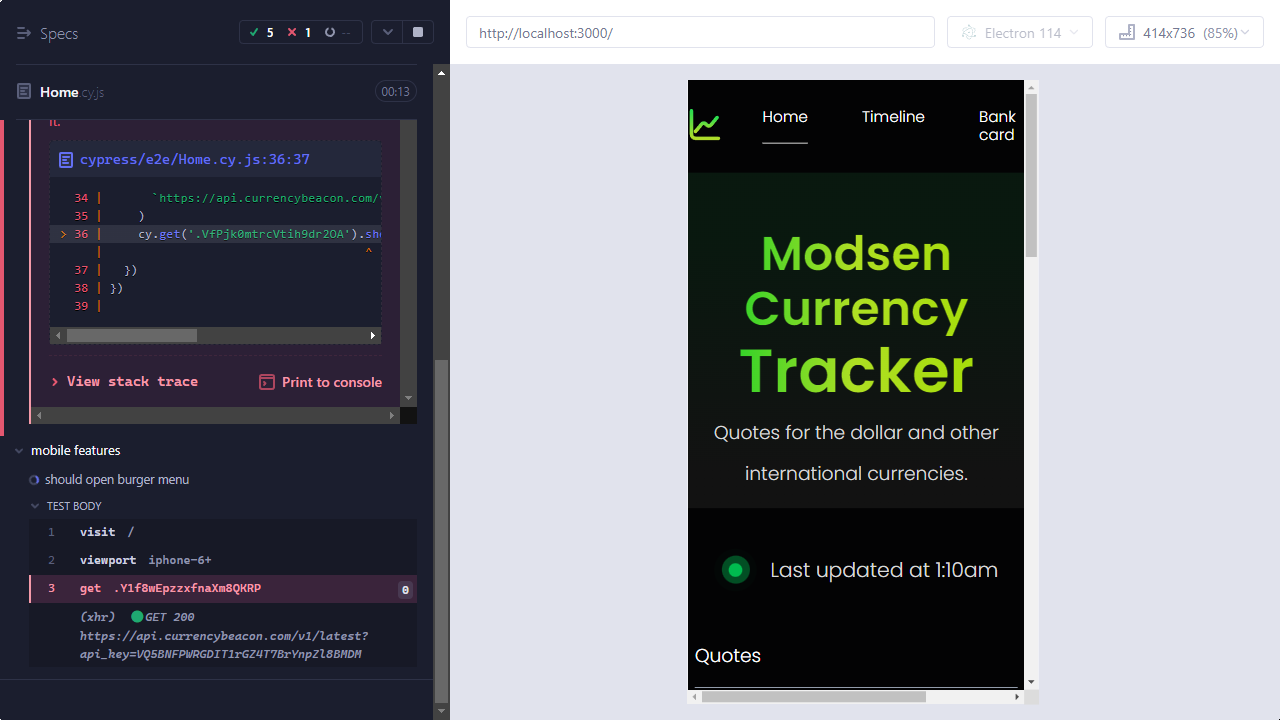 Specs
5 1 --
http://localhost:3000/
Electron 114
414x736 (85%)
Home.cy.js
00:13
it.
cypress/e2e/Home.cy.js:36:37
34 | `https://api.currencybeacon.com/
35 | )
> 36 | cy.get('.VfPjk0mtrcVtih9dr2OA').sho
| ^
37 | })
38 | })
39 |
View stack trace
Print to console
mobile features
should open burger menu
TEST BODY
1 visit /
2 viewport iphone-6+
3 get .Y1f8wEpzzxfnaXm8QKRP 0
(xhr) GET 200
https://api.currencybeacon.com/v1/latest?
api_key=VQ5BNFPWRGDIT1rGZ4T7BrYnpZl8BMDM
Home
Timeline
Bank
card
Modsen
Currency
Tracker
Quotes for the dollar and other
international currencies.
Last updated at 1:10am
Quotes